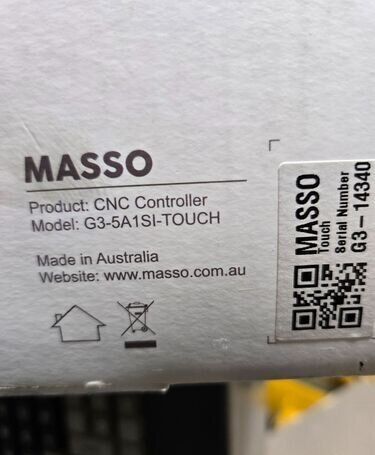 MASSO
Product: CNC Controller
Model: G3-5A1SI-TOUCH
Made in Australia
Website: www.masso.com.au
MASSO
Touch
Serial Number
G3-14340